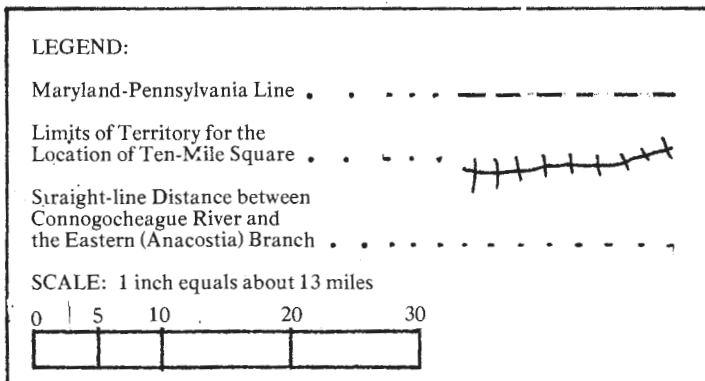 LEGEND:
Maryland-Pennsylvania Line
Limits of Territory for the
Location of Ten-Mile Square
Straight-line Distance between
Connogocheague River and
the Eastern (Anacostia) Branch
SCALE: 1 inch equals about 13 miles
0 5 10 20 30